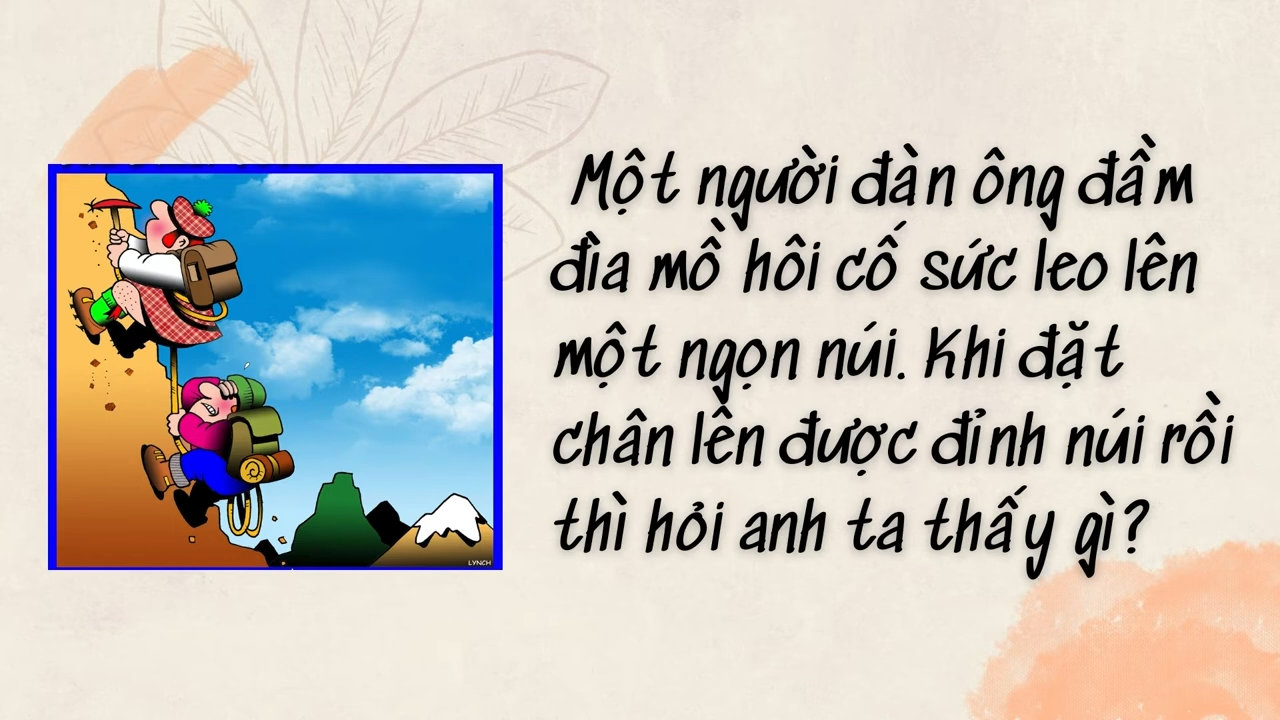 Một người đàn ông đầm
đìa mồ hôi cố sức leo lên
một ngọn núi. Khi đặt
chân lên được đỉnh núi rồi
thì hỏi anh ta thấy gì?
LYNCH